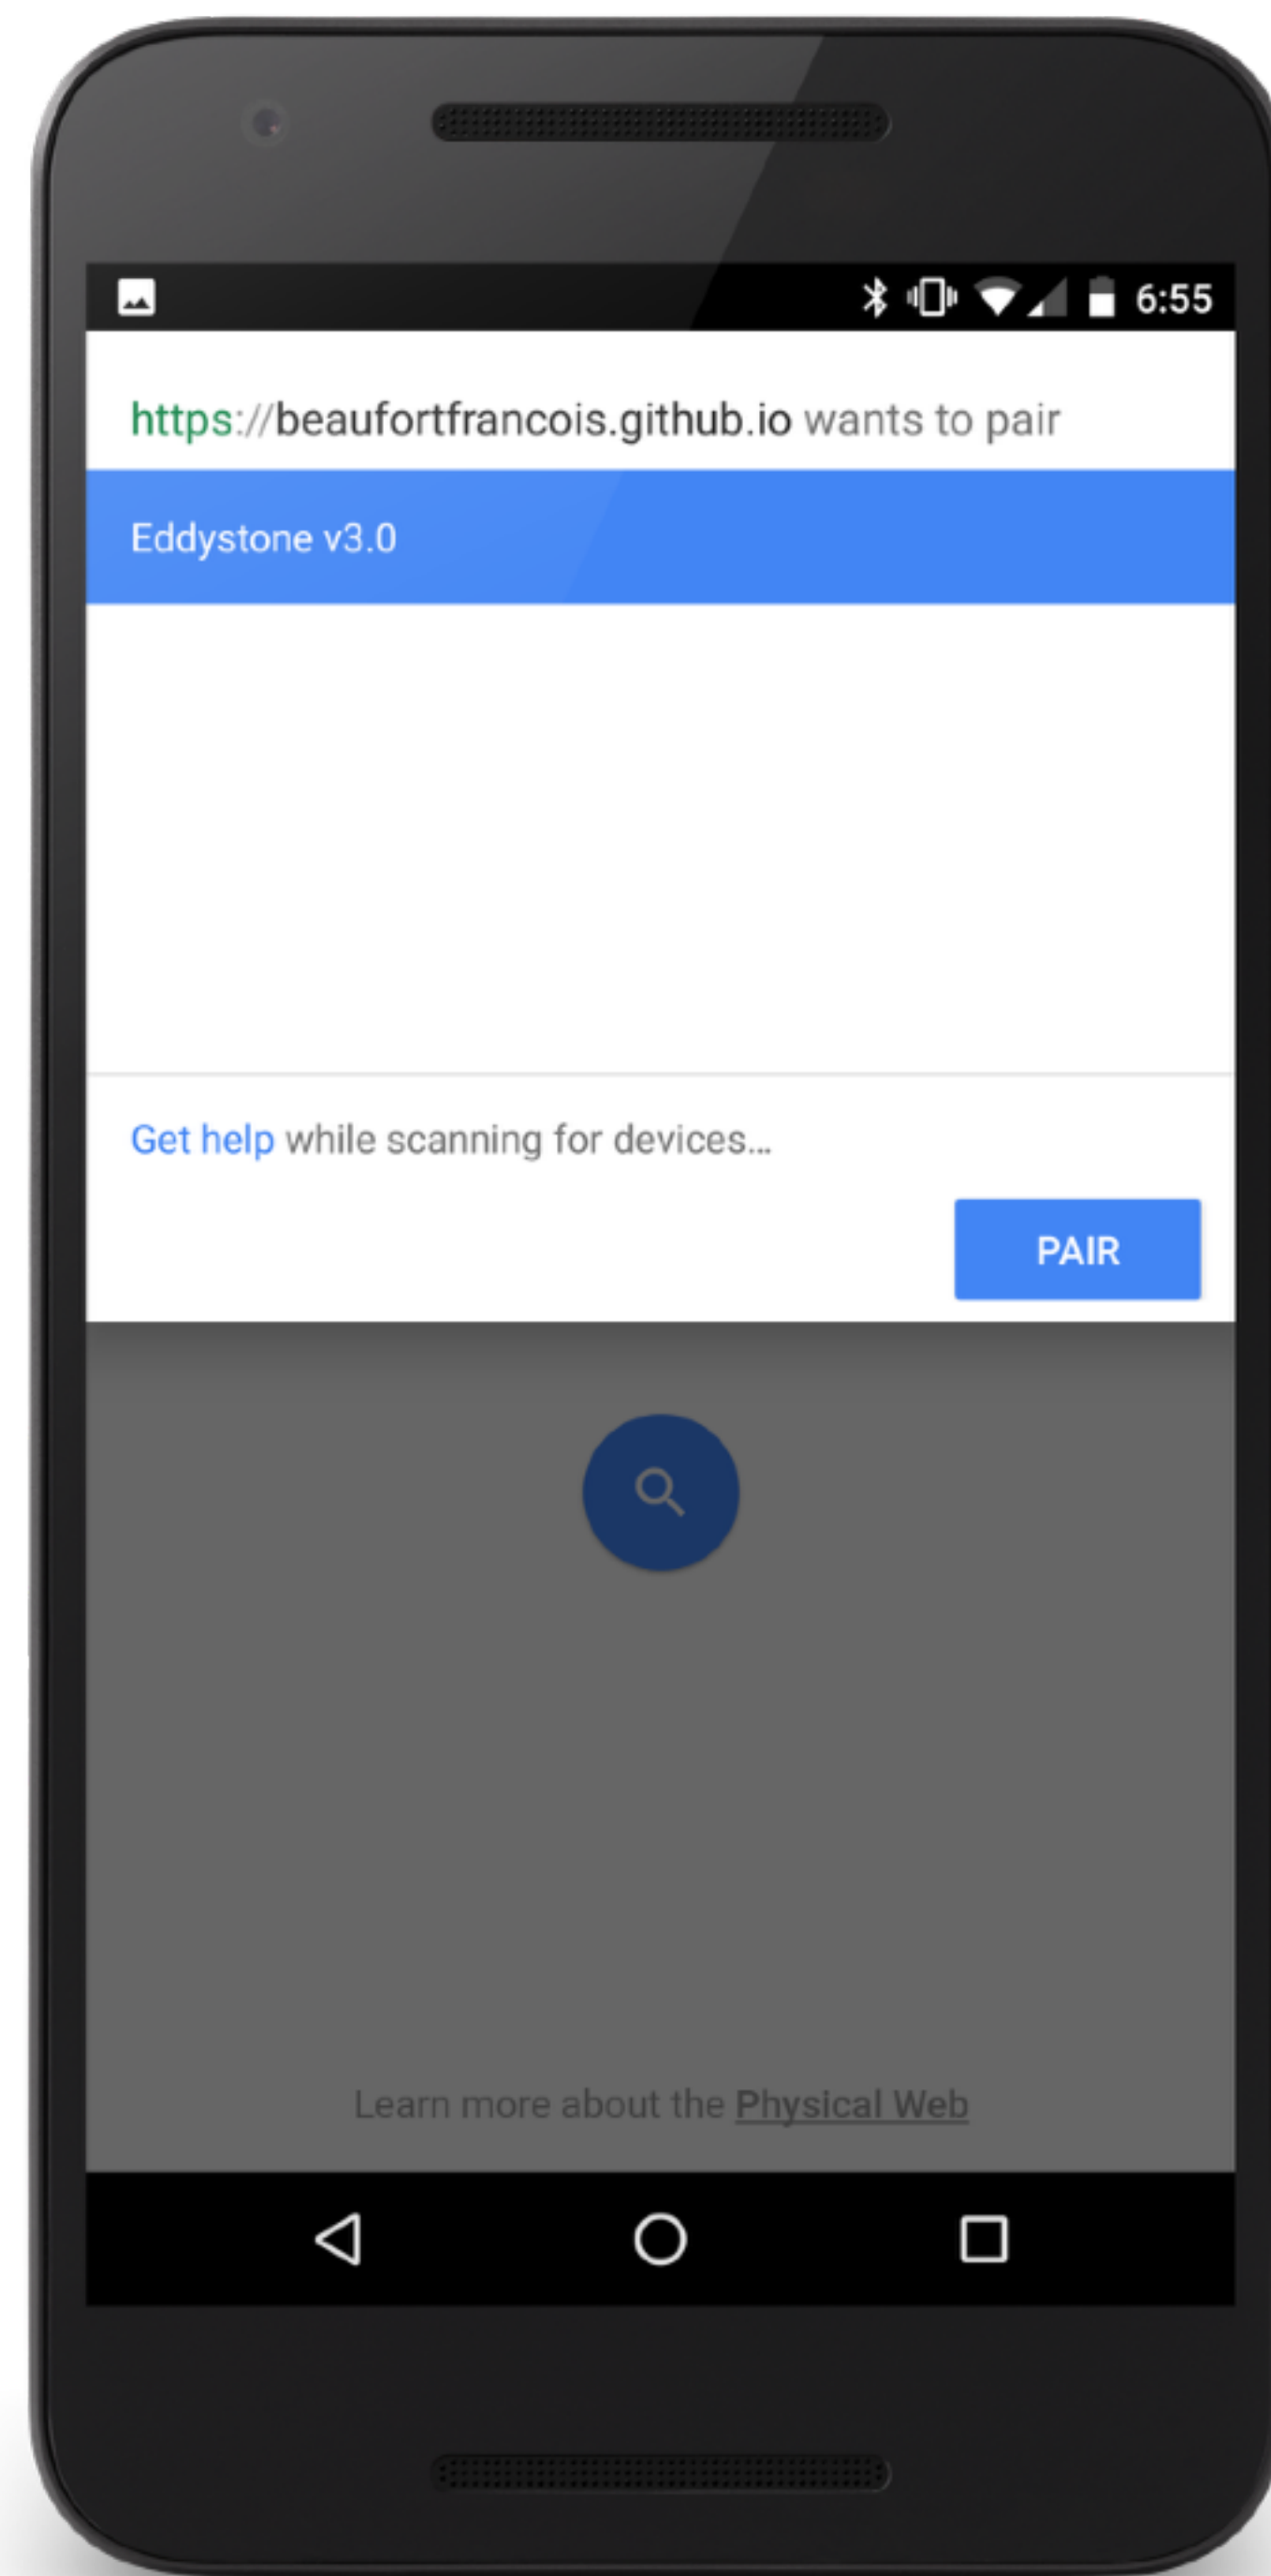 6:55
https://beaufortfrancois.github.io wants to pair
Eddystone v3.0
Get help while scanning for devices...
PAIR
Learn more about the Physical Web